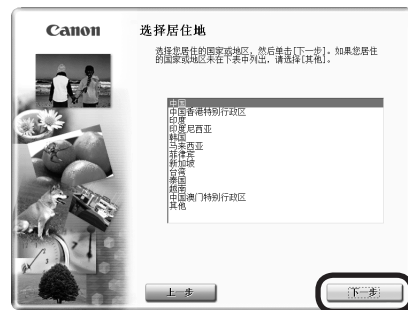 Canon
选择居住地
选择您居住的国家或地区，然后单击[下一步]。如果您居住
的国家或地区未在下表中列出，请选择[其他]。
中国
中国香港特别行政区
印度
印度尼西亚
韩国
马来西亚
菲律宾
新加坡
台湾
泰国
越南
中国澳门特别行政区
其他
上一步
下一步